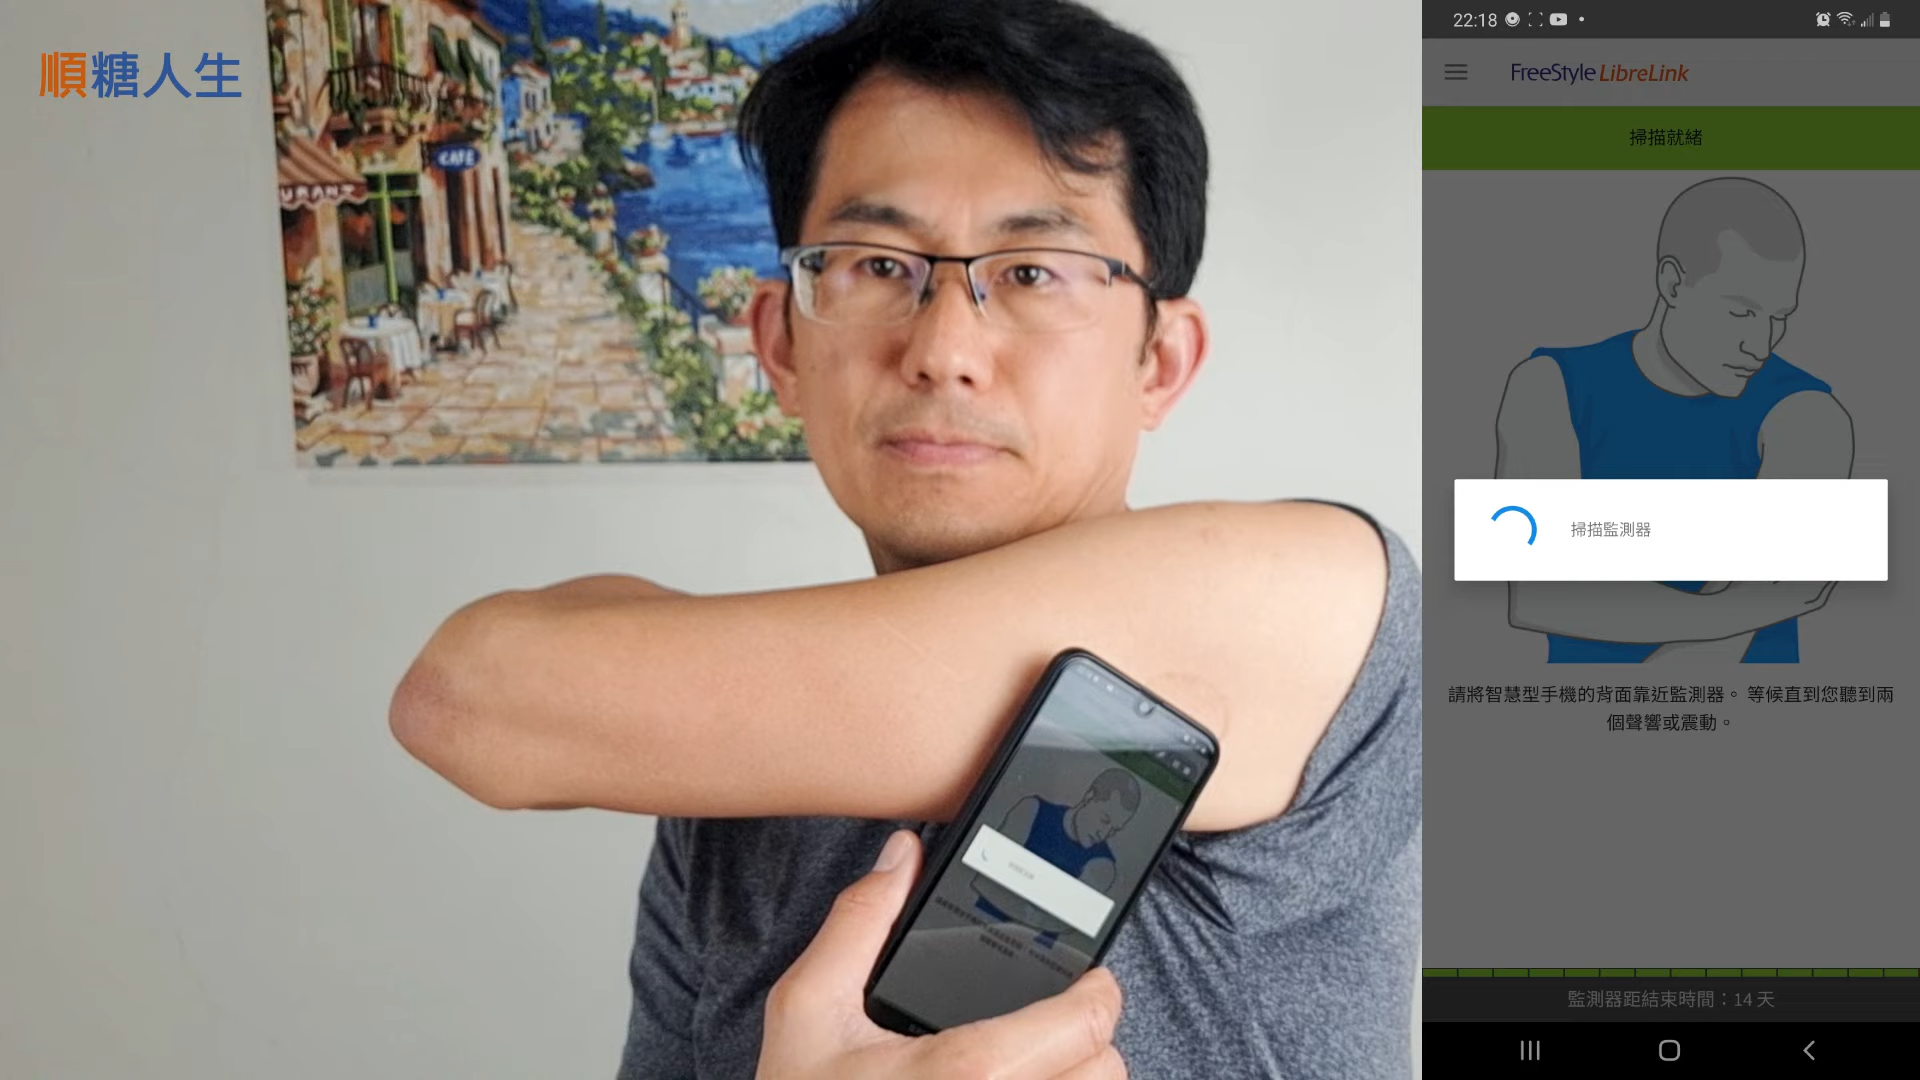 順糖人生
CAFE
URANT
22:18
FreeStyle LibreLink
掃描就緒
掃描監測器
請將智慧型手機的背面靠近監測器。 等候直到您聽到兩
個聲響或震動。
監測器距結束時間：14 天